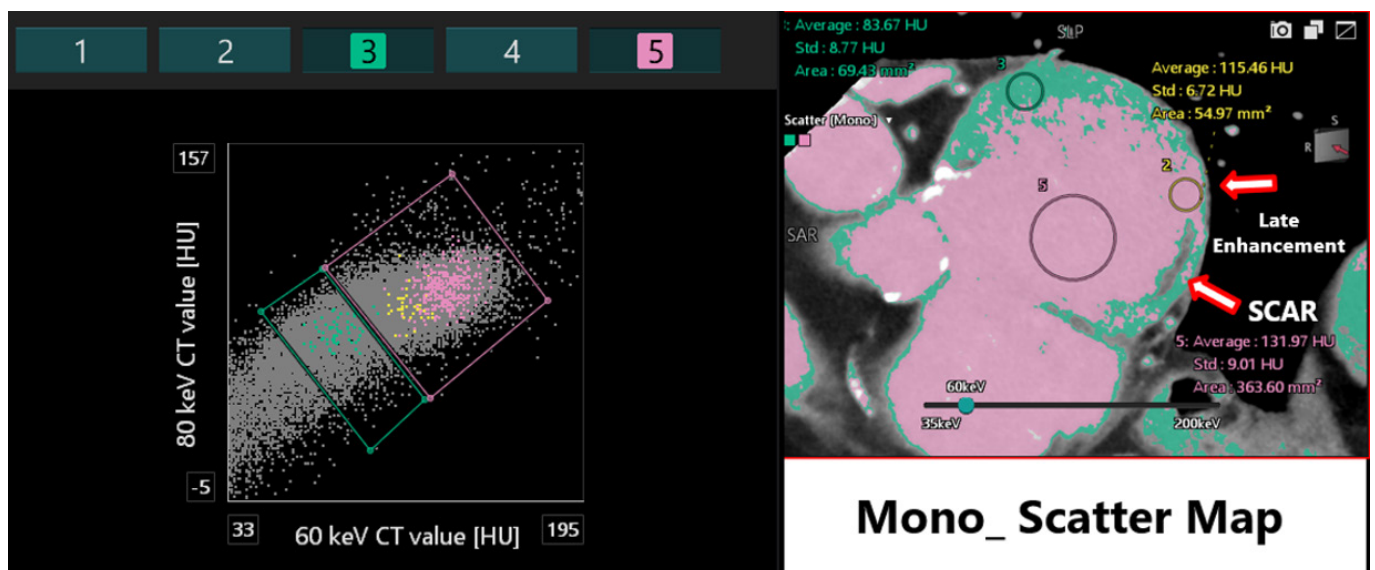 1 2 3 4 5
157
80 keV CT value [HU]
-5
33 60 keV CT value [HU] 195
: Average : 83.67 HU
Std : 8.77 HU
Area : 69.43 mm²
3
Scatter (Mono.) ▾
Average : 115.46 HU
Std : 6.72 HU
Area : 54.97 mm²
S
R
2
5
SAR
Late
Enhancement
SCAR
5: Average : 131.97 HU
Std : 9.01 HU
Area : 363.60 mm²
60keV
35keV 200keV
Mono_ Scatter Map